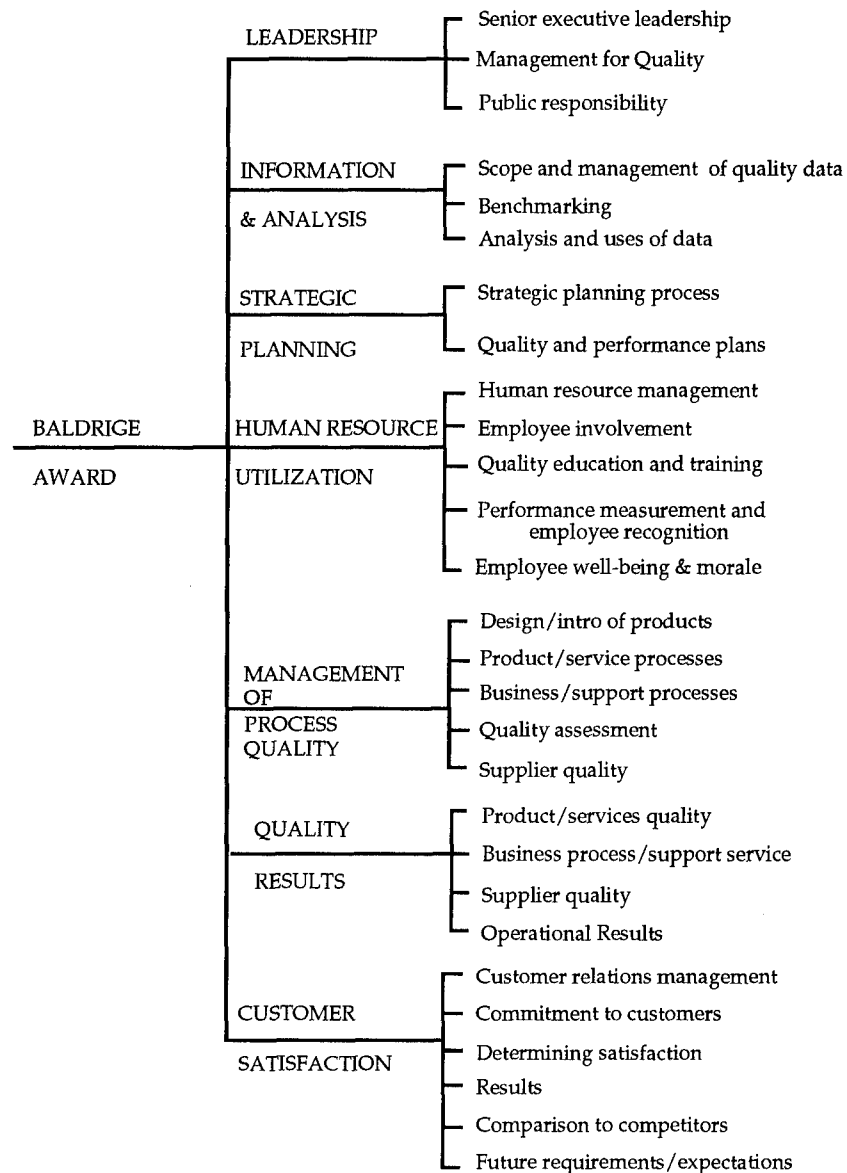 LEADERSHIP
Senior executive leadership
Management for Quality
Public responsibility
INFORMATION
& ANALYSIS
Scope and management of quality data
Benchmarking
Analysis and uses of data
STRATEGIC
PLANNING
Strategic planning process
Quality and performance plans
BALDRIGE
AWARD
HUMAN RESOURCE
UTILIZATION
Human resource management
Employee involvement
Quality education and training
Performance measurement and
employee recognition
Employee well-being & morale
MANAGEMENT
OF
PROCESS
QUALITY
Design/intro of products
Product/service processes
Business/support processes
Quality assessment
Supplier quality
QUALITY
RESULTS
Product/services quality
Business process/support service
Supplier quality
Operational Results
CUSTOMER
SATISFACTION
Customer relations management
Commitment to customers
Determining satisfaction
Results
Comparison to competitors
Future requirements/expectations